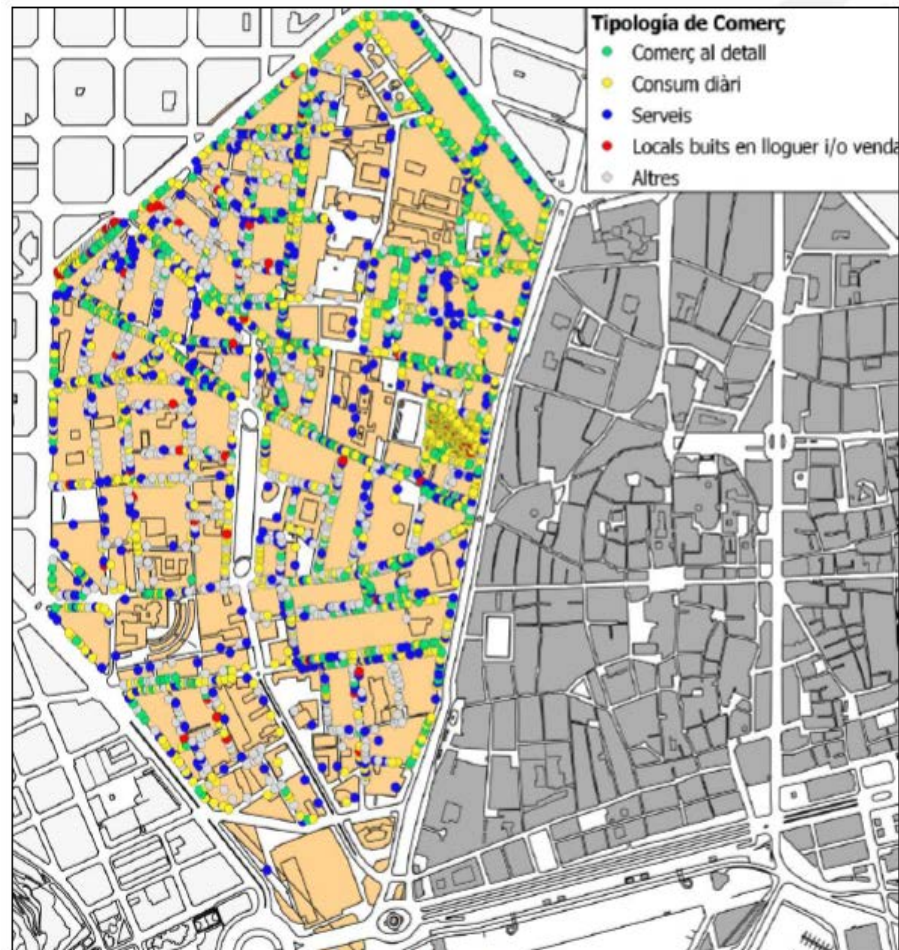 Tipología de Comerç
Comerç al detall
Consum diàri
Serveis
Locals buits en lloguer i/o venda
Altres